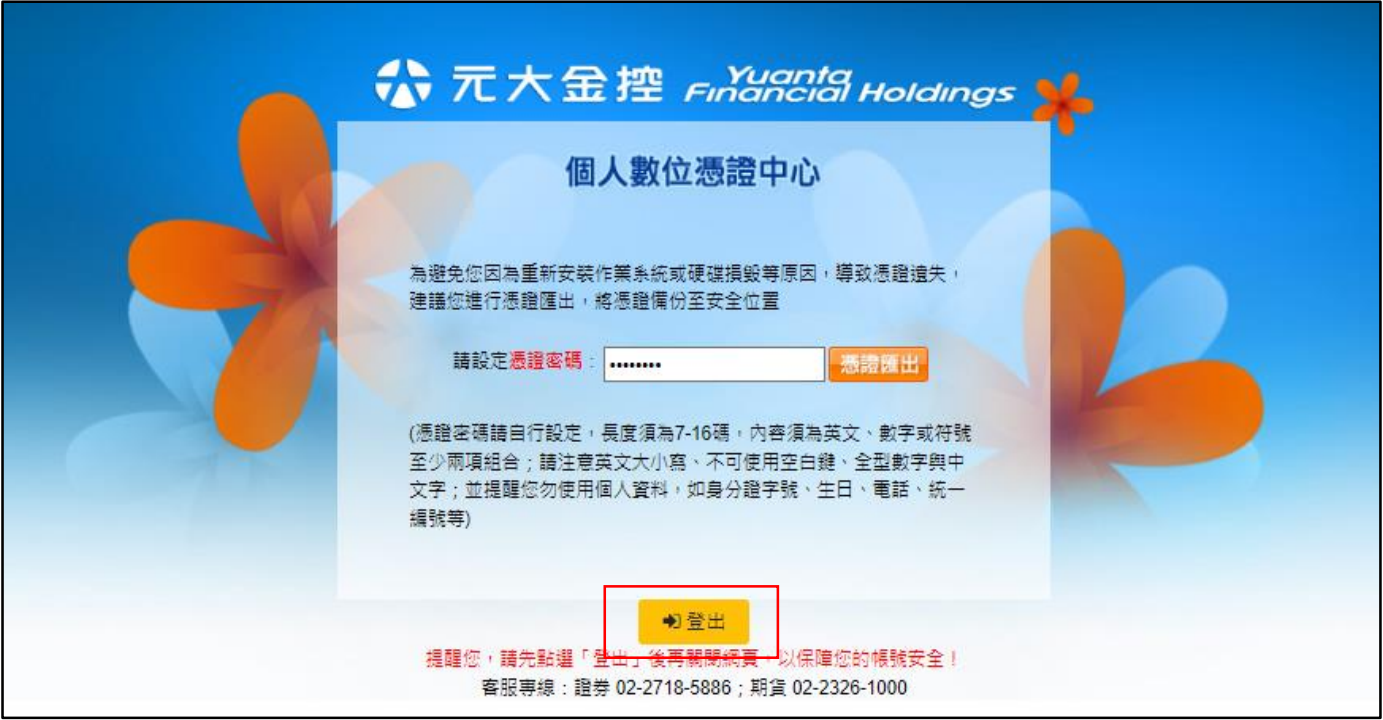 元大金控 Yuanta Financial Holdings
個人數位憑證中心
為避免您因為重新安裝作業系統或硬碟損毀等原因，導致憑證遺失，
建議您進行憑證匯出，將憑證備份至安全位置
請設定憑證密碼： •••••••• 憑證匯出
(憑證密碼請自行設定，長度須為7-16碼，內容須為英文、數字或符號
至少兩項組合；請注意英文大小寫、不可使用空白鍵、全型數字與中
文字；並提醒您勿使用個人資料，如身分證字號、生日、電話、統一
編號等)
登出
提醒您，請先點選「登出」後再關閉網頁，以保障您的帳號安全！
客服專線：證券 02-2718-5886；期貨 02-2326-1000